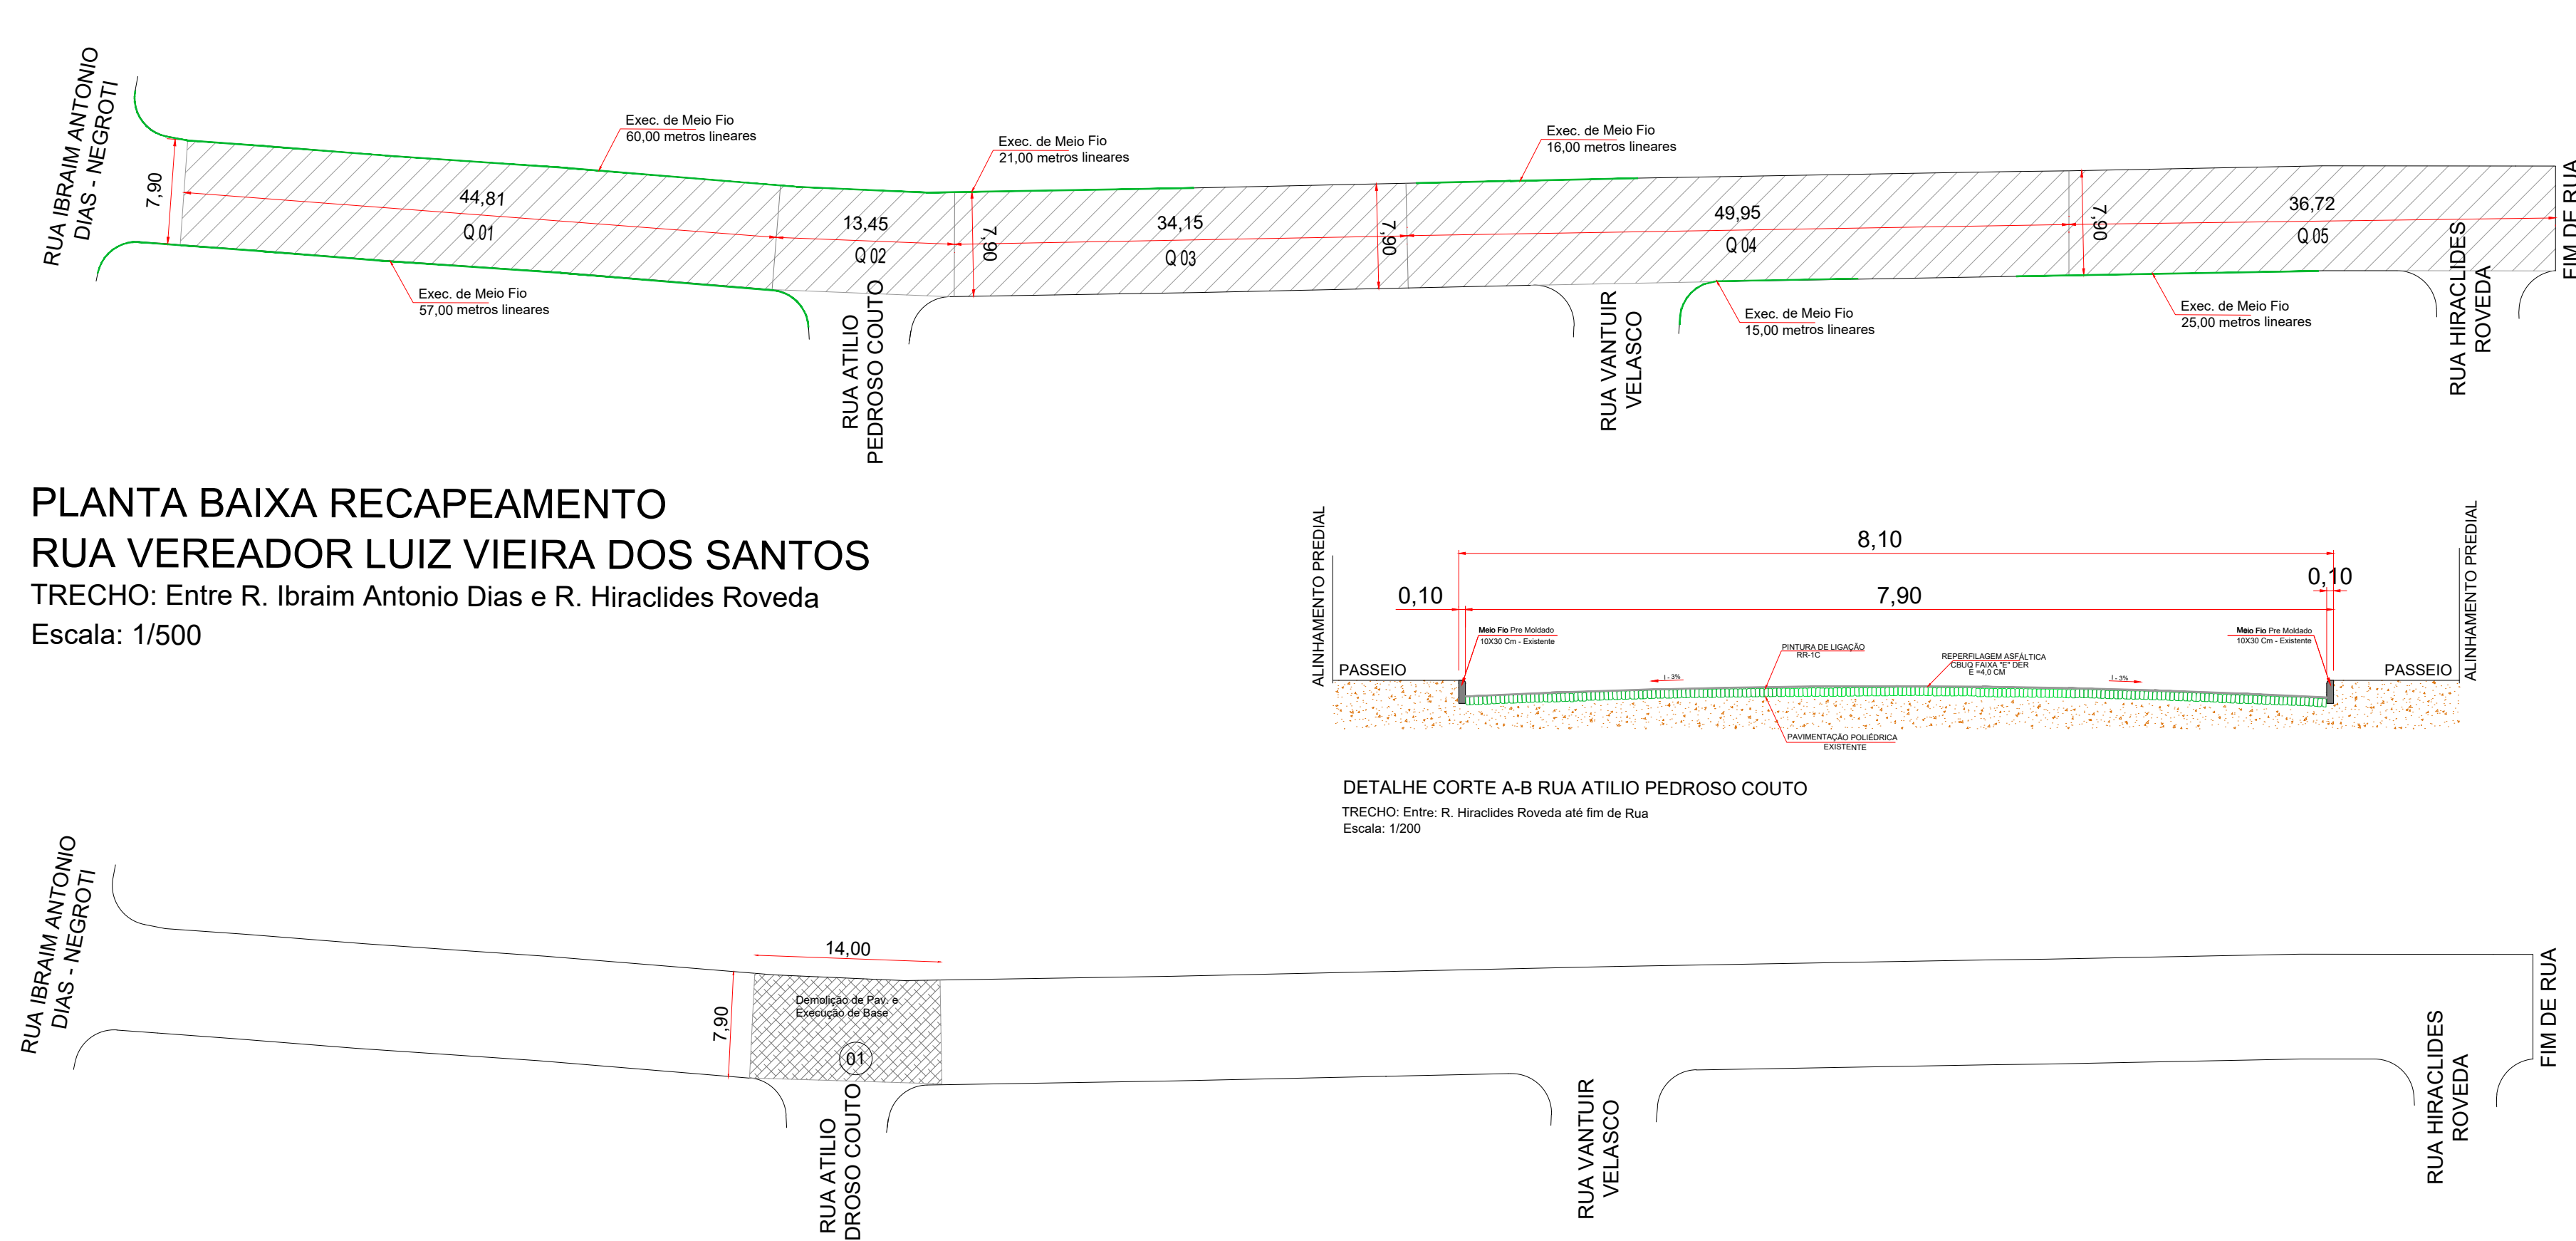 RUA IBRAIM ANTONIO
DIAS - NEGROTI
7,90
44,81
Q 01
Exec. de Meio Fio
60,00 metros lineares
Exec. de Meio Fio
57,00 metros lineares
13,45
Q 02
RUA ATILIO
PEDROSO COUTO
Exec. de Meio Fio
21,00 metros lineares
7,90
34,15
Q 03
7,90
Exec. de Meio Fio
16,00 metros lineares
49,95
Q 04
RUA VANTUIR
VELASCO
Exec. de Meio Fio
15,00 metros lineares
7,90
36,72
Q 05
Exec. de Meio Fio
25,00 metros lineares
RUA HIRACLIDES
ROVEDA
FIM DE RUA
PLANTA BAIXA RECAPEAMENTO
RUA VEREADOR LUIZ VIEIRA DOS SANTOS
TRECHO: Entre R. Ibraim Antonio Dias e R. Hiraclides Roveda
Escala: 1/500
ALINHAMENTO PREDIAL
8,10
0,10
7,90
0,10
ALINHAMENTO PREDIAL
Meio Fio Pre Moldado
10X30 Cm - Existente
PINTURA DE LIGAÇÃO
RR-1C
REPERFILAGEM ASFÁLTICA
CBUQ FAIXA "E" DER
E =4,0 CM
Meio Fio Pre Moldado
10X30 Cm - Existente
PASSEIO
I - 3%
I - 3%
PASSEIO
PAVIMENTAÇÃO POLIÉDRICA
EXISTENTE
DETALHE CORTE A-B RUA ATILIO PEDROSO COUTO
TRECHO: Entre: R. Hiraclides Roveda até fim de Rua
Escala: 1/200
RUA IBRAIM ANTONIO
DIAS - NEGROTI
14,00
7,90
Demolição de Pav. e
Execução de Base
01
RUA ATILIO
DROSO COUTO
RUA VANTUIR
VELASCO
RUA HIRACLIDES
ROVEDA
FIM DE RUA